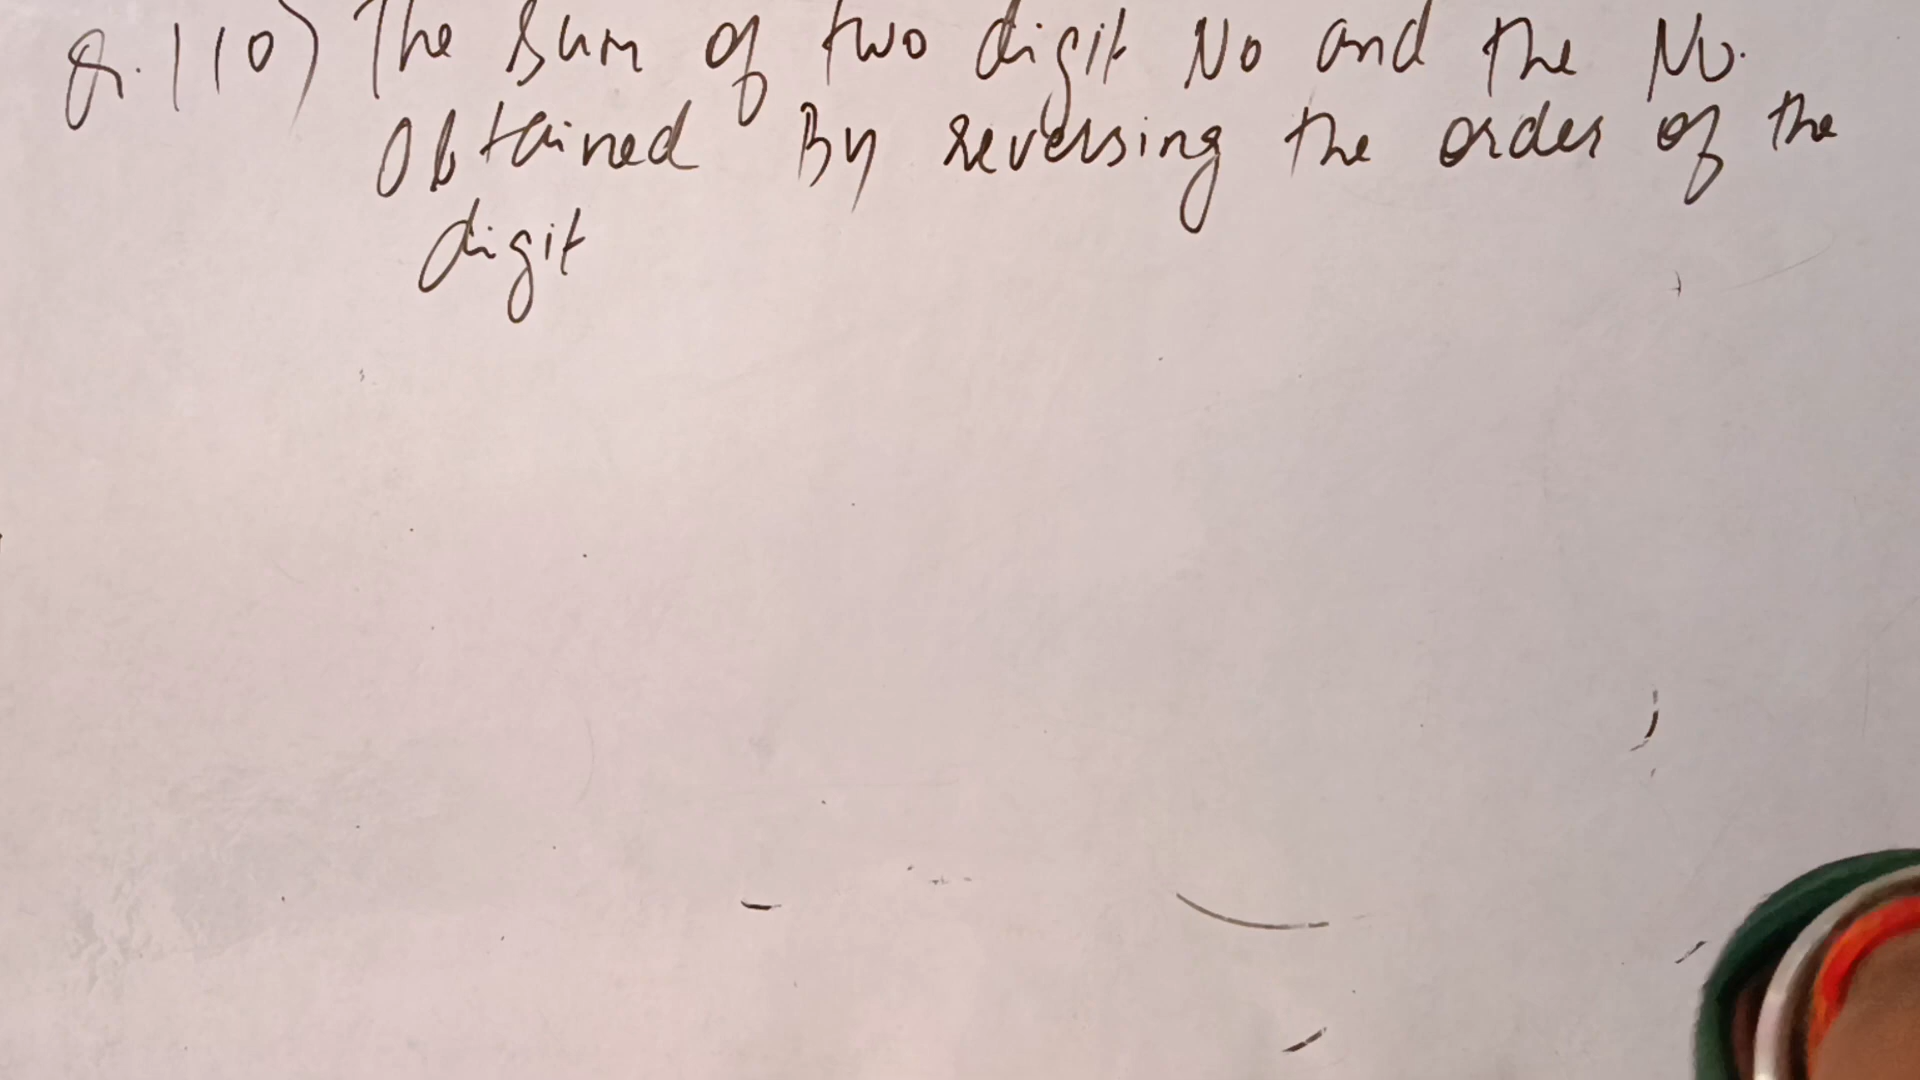 Q. 110) The sum of two digit No and the No.
obtained By reversing the order of the
digit